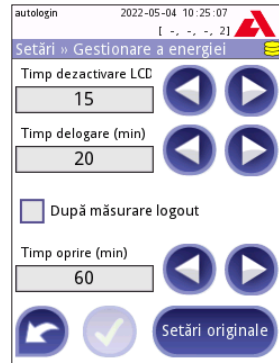 autologin 2022-05-04 10:25:07
[ -, -, -, 2]
Setări » Gestionare a energiei
Timp dezactivare LCD
15
Timp delogare (min)
20
După măsurare logout
Timp oprire (min)
60
Setări originale